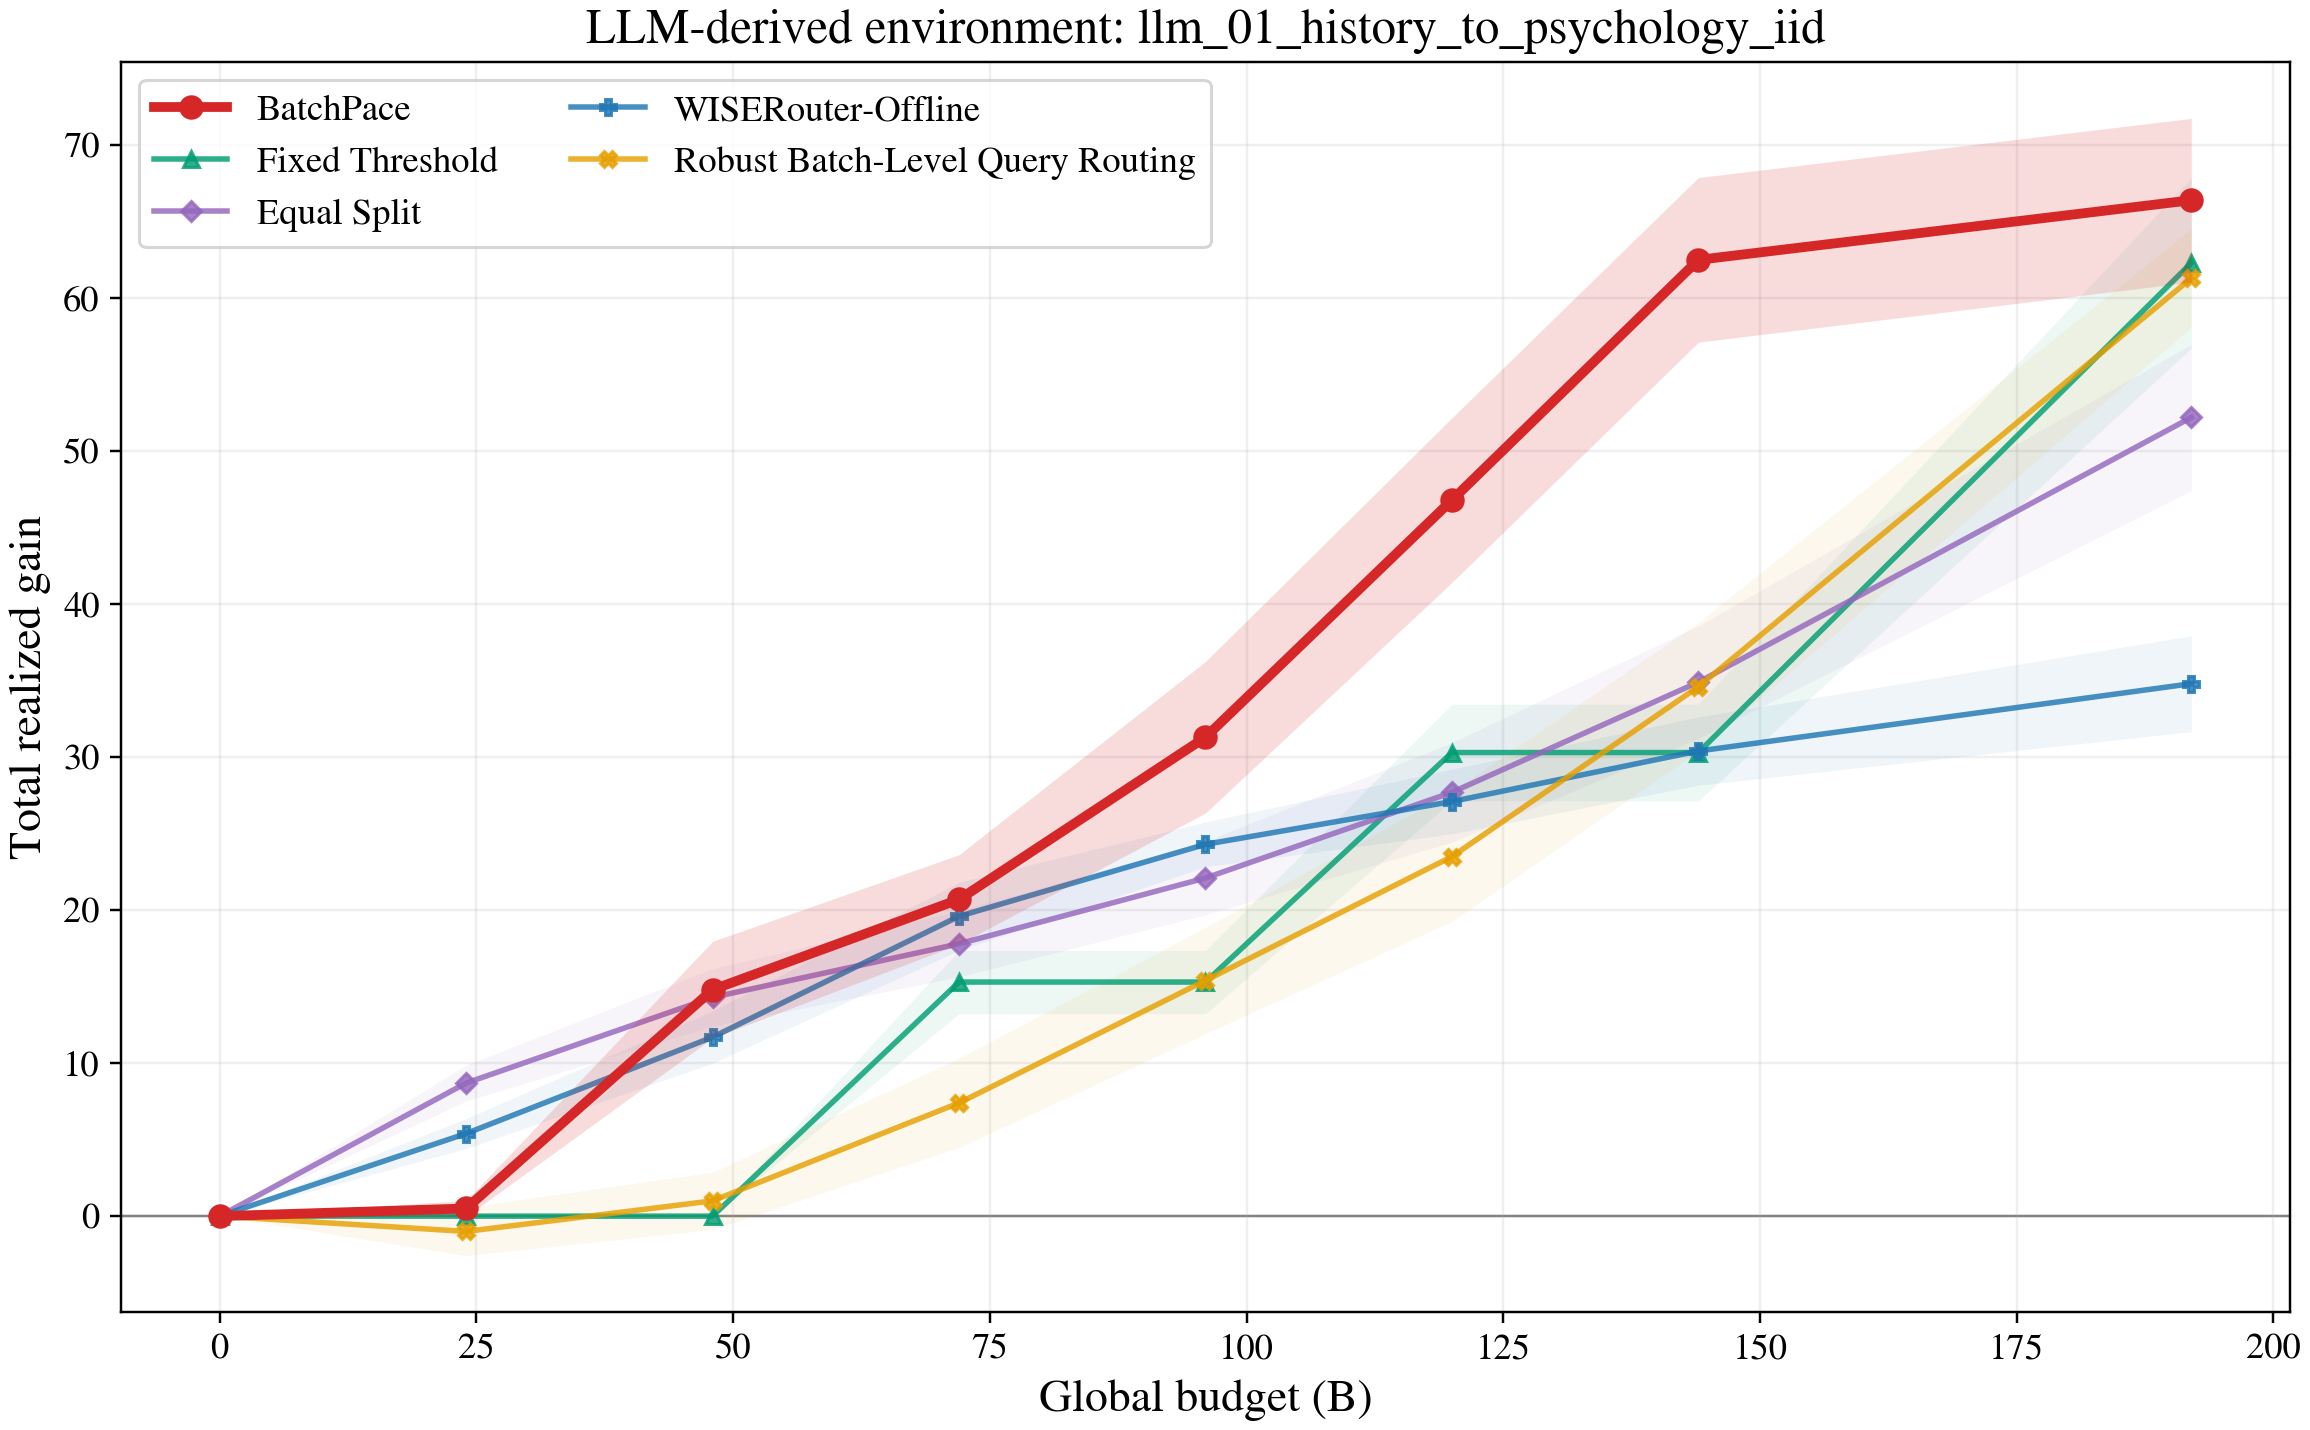 LLM-derived environment: llm_01_history_to_psychology_iid
BatchPace
Fixed Threshold
Equal Split
WISERouter-Offline
Robust Batch-Level Query Routing
Total realized gain
70
60
50
40
30
20
10
0
0 25 50 75 100 125 150 175 200
Global budget (B)